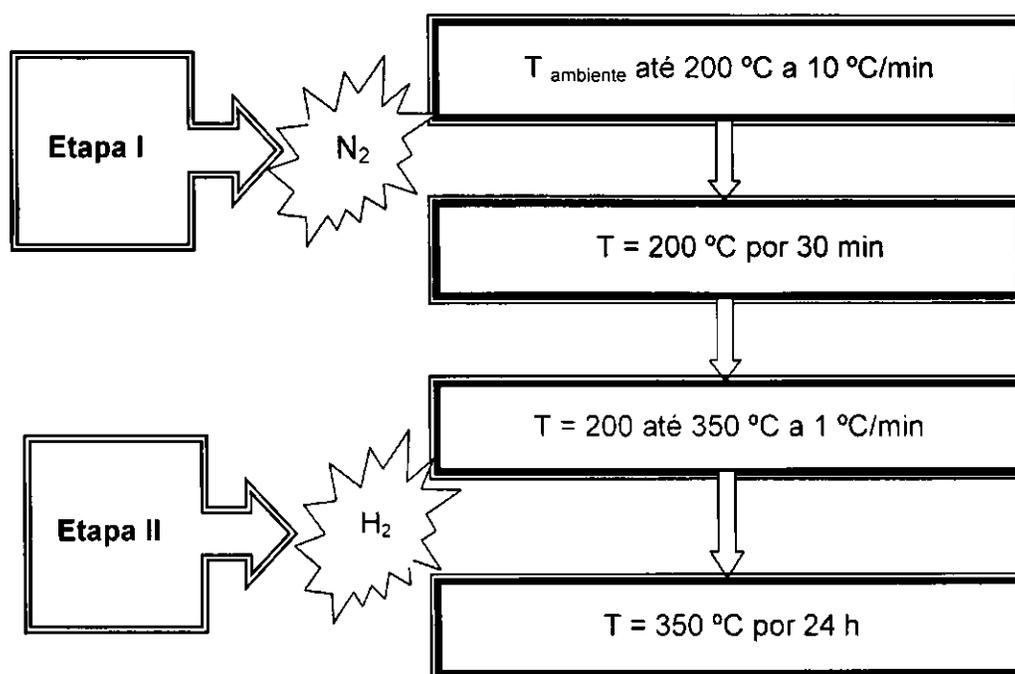 Etapa I
N₂
T ambiente até 200 ºC a 10 ºC/min
T = 200 ºC por 30 min
Etapa II
H₂
T = 200 até 350 ºC a 1 ºC/min
T = 350 ºC por 24 h